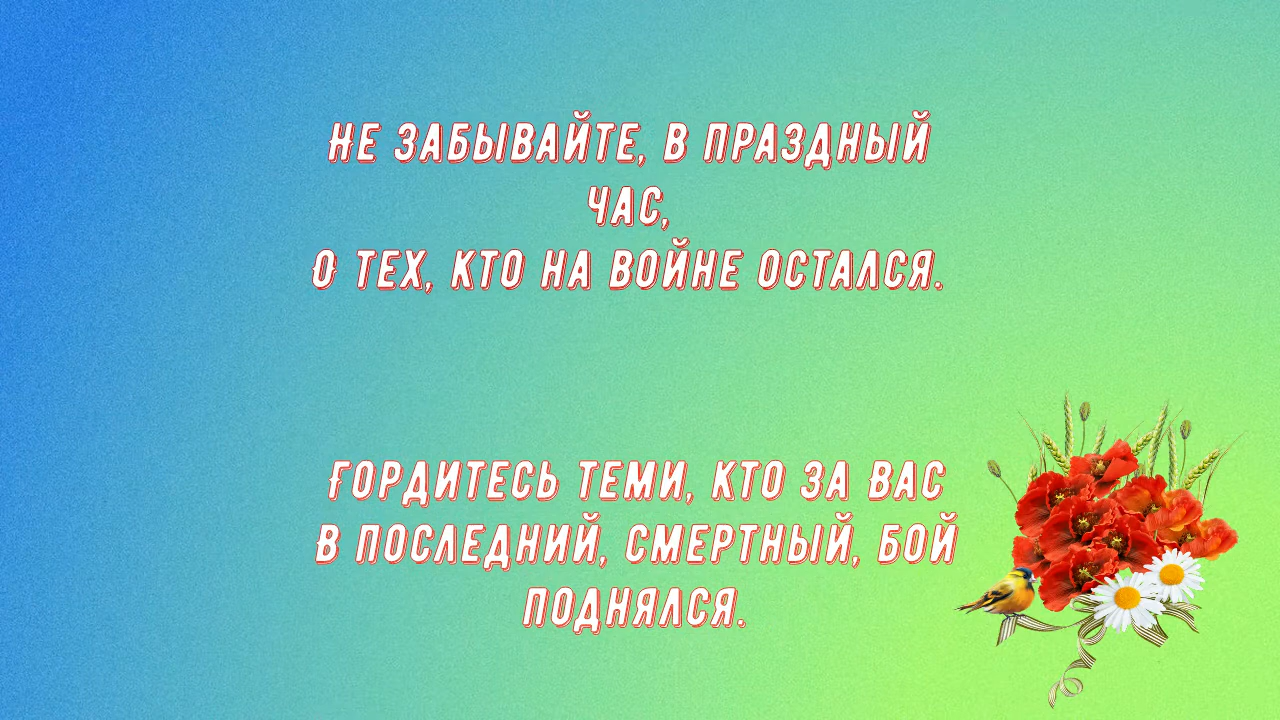 НЕ ЗАБЫВАЙТЕ, В ПРАЗДНЫЙ
ЧАС,
О ТЕХ, КТО НА ВОЙНЕ ОСТАЛСЯ.
ГОРДИТЕСЬ ТЕМИ, КТО ЗА ВАС
В ПОСЛЕДНИЙ, СМЕРТНЫЙ, БОЙ
ПОДНЯЛСЯ.